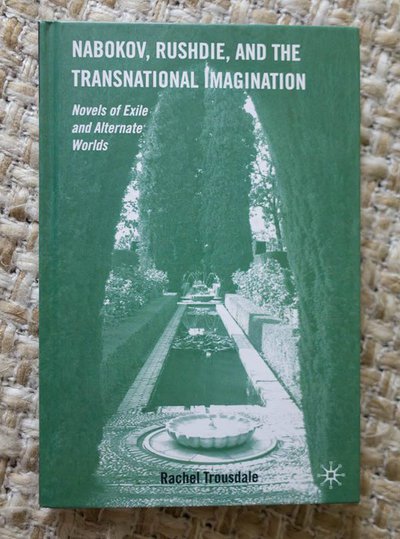 NABOKOV, RUSHDIE, AND THE
TRANSNATIONAL IMAGINATION
Novels of Exile
and Alternate
Worlds
Rachel Trousdale